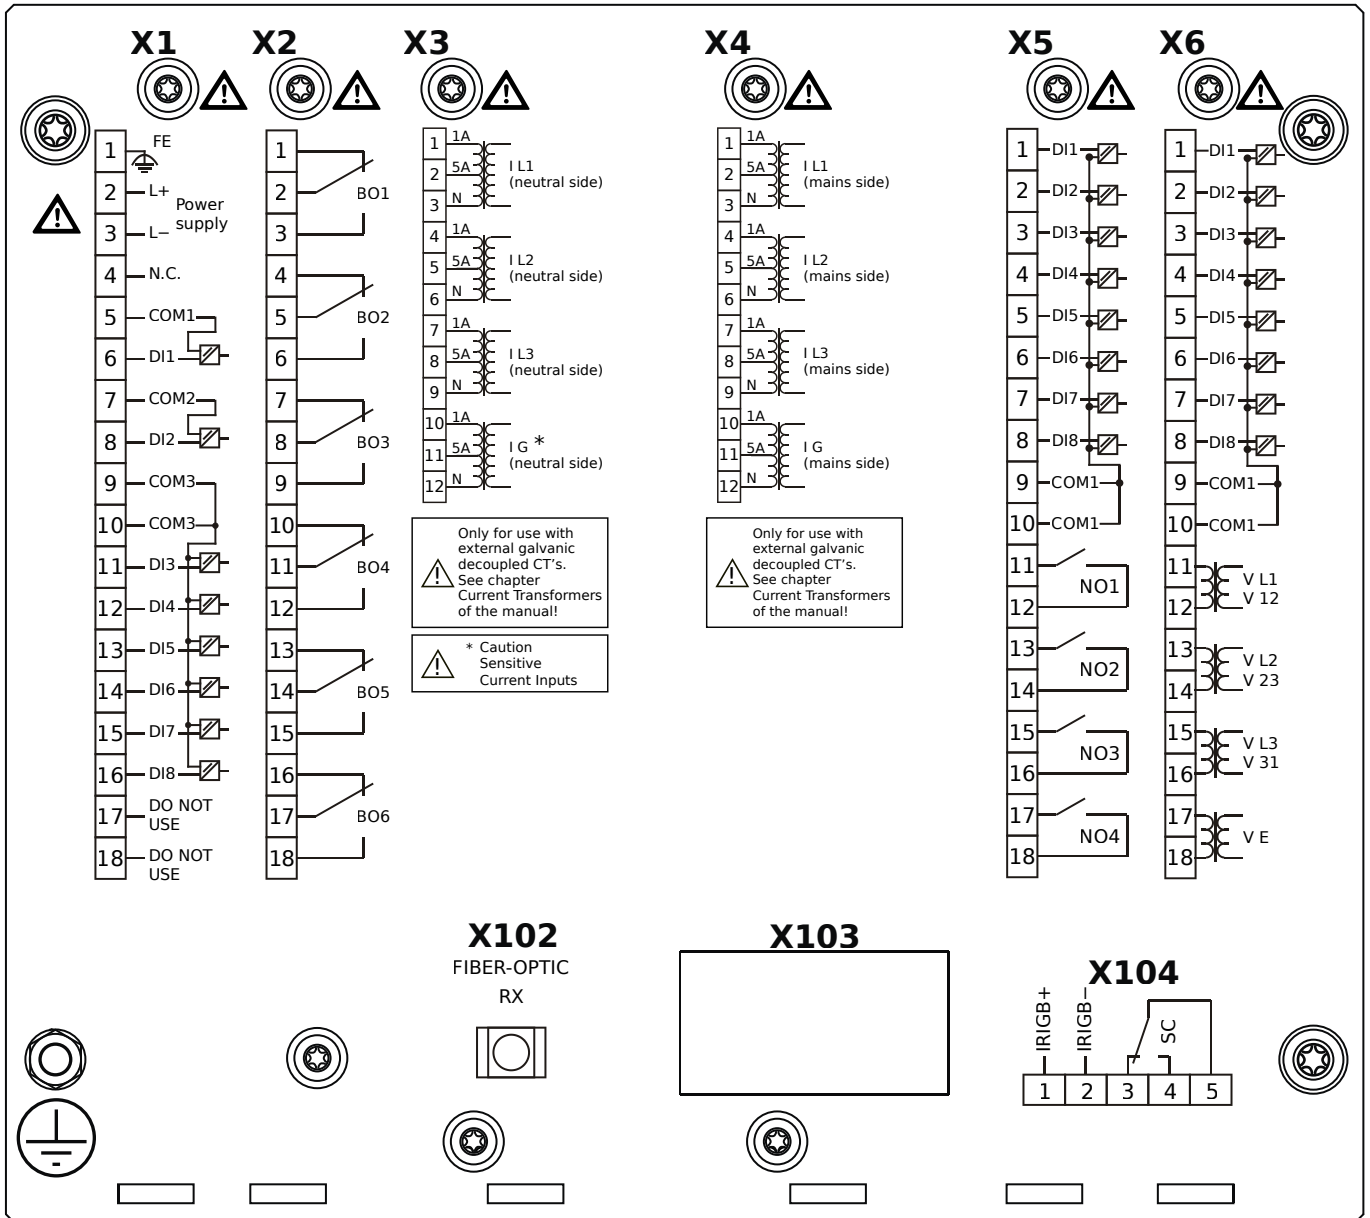 X1
X2
X3
X4
X5
X6
1
FE
2
L+
Power
supply
3
L−
4
N.C.
5
COM1
6
DI1
7
COM2
8
DI2
9
COM3
10
COM3
11
DI3
12
DI4
13
DI5
14
DI6
15
DI7
16
DI8
17
DO NOT
USE
18
DO NOT
USE
1
2
BO1
3
4
5
BO2
6
7
8
BO3
9
10
11
BO4
12
13
14
BO5
15
16
17
BO6
18
1
1A
2
5A
I L1
(neutral side)
3
N
4
1A
5
5A
I L2
(neutral side)
6
N
7
1A
8
5A
I L3
(neutral side)
9
N
10
1A
11
5A
I G *
(neutral side)
12
N
Only for use with
external galvanic
decoupled CT's.
See chapter
Current Transformers
of the manual!
* Caution
Sensitive
Current Inputs
1
1A
2
5A
I L1
(mains side)
3
N
4
1A
5
5A
I L2
(mains side)
6
N
7
1A
8
5A
I L3
(mains side)
9
N
10
1A
11
5A
I G
(mains side)
12
N
Only for use with
external galvanic
decoupled CT's.
See chapter
Current Transformers
of the manual!
1
DI1
2
DI2
3
DI3
4
DI4
5
DI5
6
DI6
7
DI7
8
DI8
9
COM1
10
COM1
11
NO1
12
13
NO2
14
15
NO3
16
17
NO4
18
1
DI1
2
DI2
3
DI3
4
DI4
5
DI5
6
DI6
7
DI7
8
DI8
9
COM1
10
COM1
11
V L1
V 12
12
13
V L2
V 23
14
15
V L3
V 31
16
17
V E
18
X102
FIBER-OPTIC
RX
X103
X104
IRIGB+
IRIGB−
SC
1
2
3
4
5